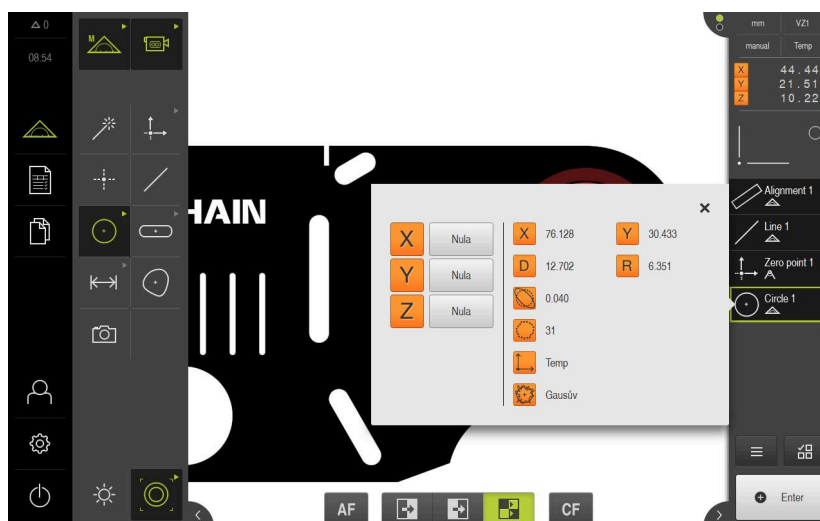 0
08:54
M
HAIN
mm VZ1
manual Temp
X 44.44
Y 21.51
Z 10.22
Alignment 1
Line 1
Zero point 1
Circle 1
X Nula
Y Nula
Z Nula
X 76.128 Y 30.433
D 12.702 R 6.351
0.040
31
Temp
Gausův
AF CF
Enter